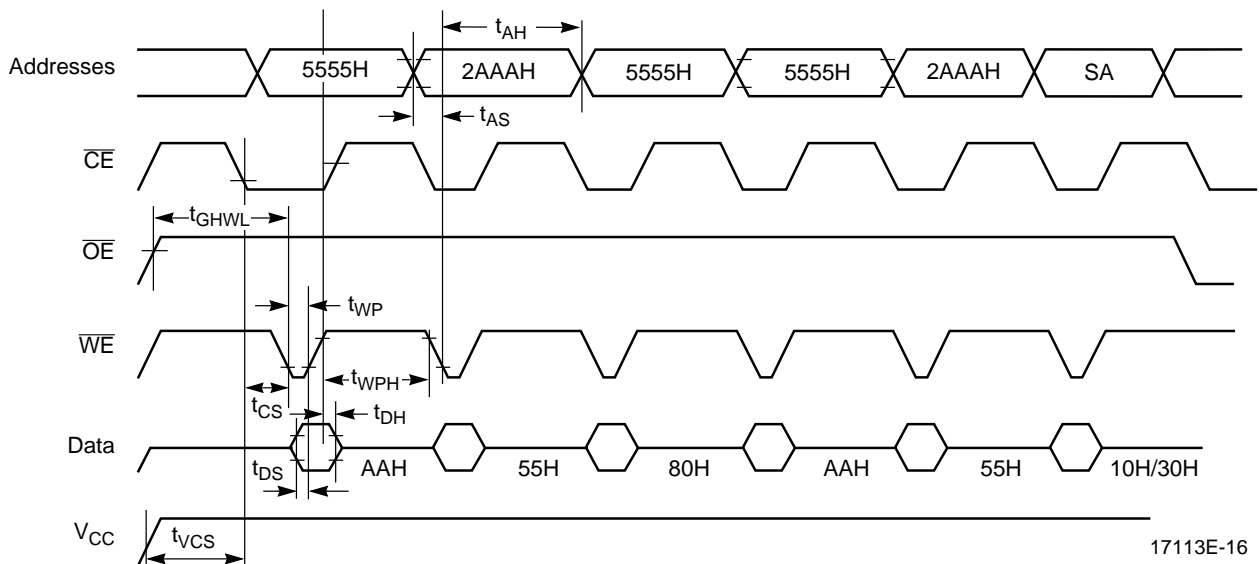 tAH
Addresses 5555H 2AAAH 5555H 5555H 2AAAH SA
tAS
CE
tGHWL
OE
tWP
WE
tWPH
tCS tDH
Data
tDS AAH 55H 80H AAH 55H 10H/30H
VCC tVCS
17113E-16